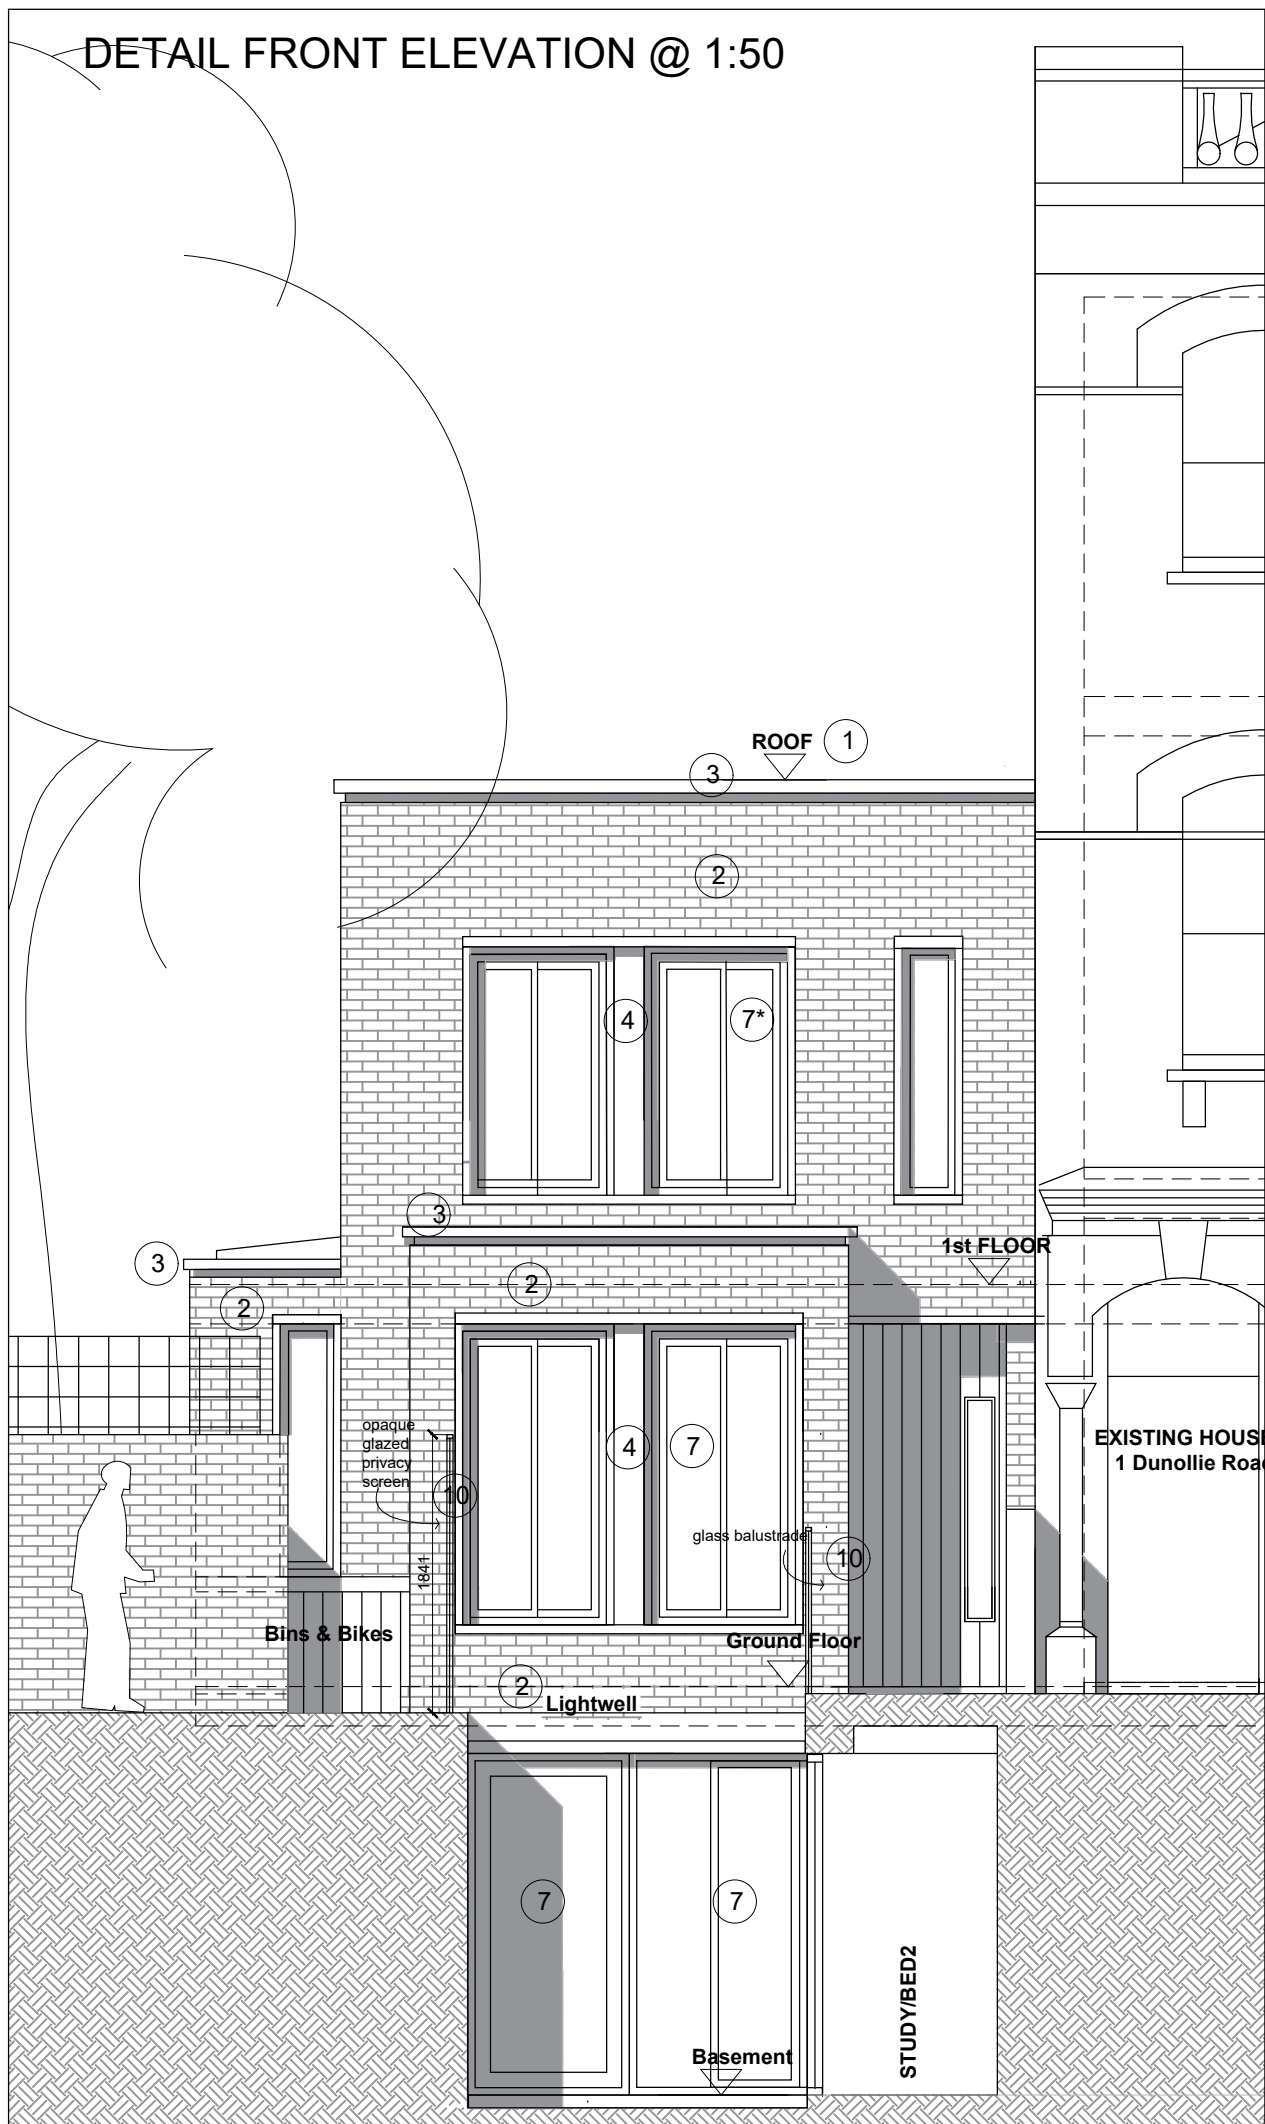 DETAIL FRONT ELEVATION @ 1:50
ROOF
1
3
2
4
7*
3
1st FLOOR
3
2
2
opaque
glazed
privacy
screen
4
7
EXISTING HOUSE
1 Dunollie Road
10
glass balustrade
10
1841
Bins & Bikes
Ground Floor
2
Lightwell
7
7
STUDY/BED2
Basement